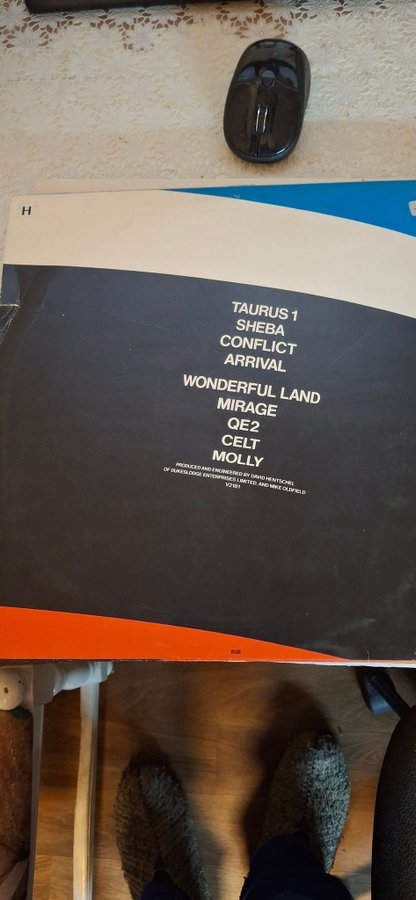 H
TAURUS 1
SHEBA
CONFLICT
ARRIVAL
WONDERFUL LAND
MIRAGE
QE2
CELT
MOLLY
PRODUCED AND ENGINEERED BY DAVID HENTSCHEL
OF DUKESLODGE ENTERPRISES LIMITED. AND MIKE OLDFIELD
V2181